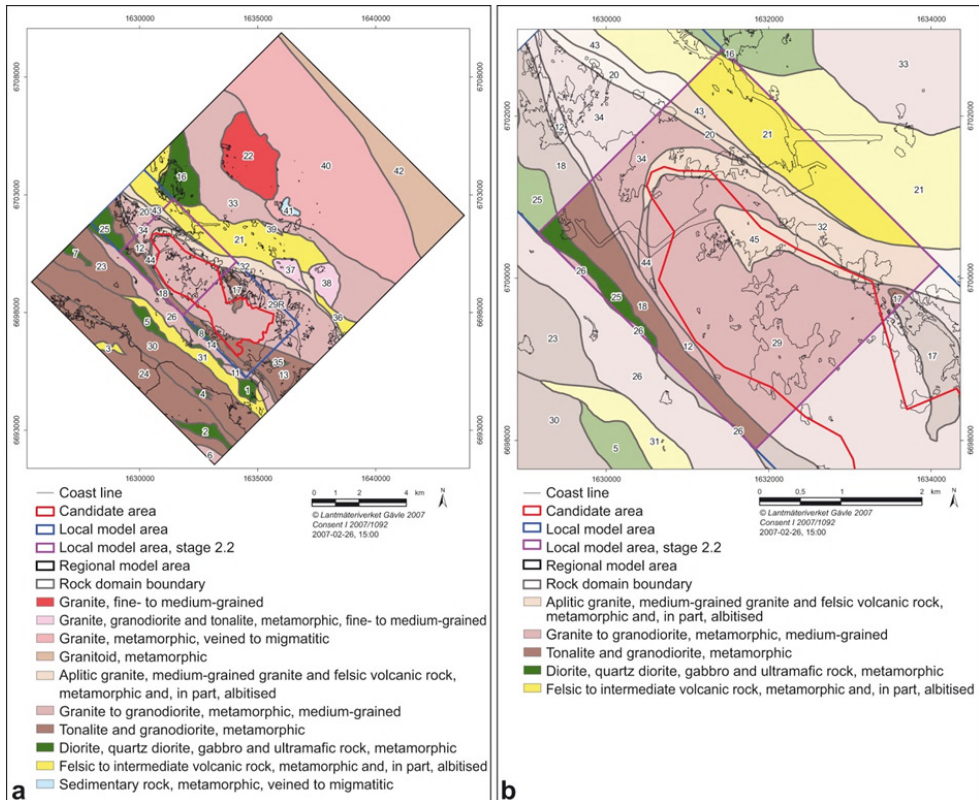 1630000
1635000
1640000
6708000
6703000
6698000
6693000
22
40
42
16
33
41
43
20
34
25
12
44
39
21
32
37
38
7
23
17
29R
18
26
36
5
8
14
3
30
31
35
11
13
24
1
4
2
6
Coast line
Candidate area
Local model area
Local model area, stage 2.2
Regional model area
Rock domain boundary
Granite, fine- to medium-grained
Granite, granodiorite and tonalite, metamorphic, fine- to medium-grained
Granite, metamorphic, veined to migmatitic
Granitoid, metamorphic
Aplitic granite, medium-grained granite and felsic volcanic rock,
metamorphic and, in part, albitised
Granite to granodiorite, metamorphic, medium-grained
Tonalite and granodiorite, metamorphic
Diorite, quartz diorite, gabbro and ultramafic rock, metamorphic
Felsic to intermediate volcanic rock, metamorphic and, in part, albitised
Sedimentary rock, metamorphic, veined to migmatitic
0 1 2 4 km
N
© Lantmäteriverket Gävle 2007
Consent I 2007/1092
2007-02-26, 15:00
a
b
1630000
1632000
1634000
6702000
6700000
6698000
43
16
33
20
43
12
34
20
21
18
34
21
25
32
45
26
44
25
18
17
26
12
29
17
23
26
30
31
26
5
Coast line
Candidate area
Local model area
Local model area, stage 2.2
Regional model area
Rock domain boundary
Aplitic granite, medium-grained granite and felsic volcanic rock,
metamorphic and, in part, albitised
Granite to granodiorite, metamorphic, medium-grained
Tonalite and granodiorite, metamorphic
Diorite, quartz diorite, gabbro and ultramafic rock, metamorphic
Felsic to intermediate volcanic rock, metamorphic and, in part, albitised
0 0,5 1 2 km
N
© Lantmäteriverket Gävle 2007
Consent I 2007/1092
2007-02-26, 15:00